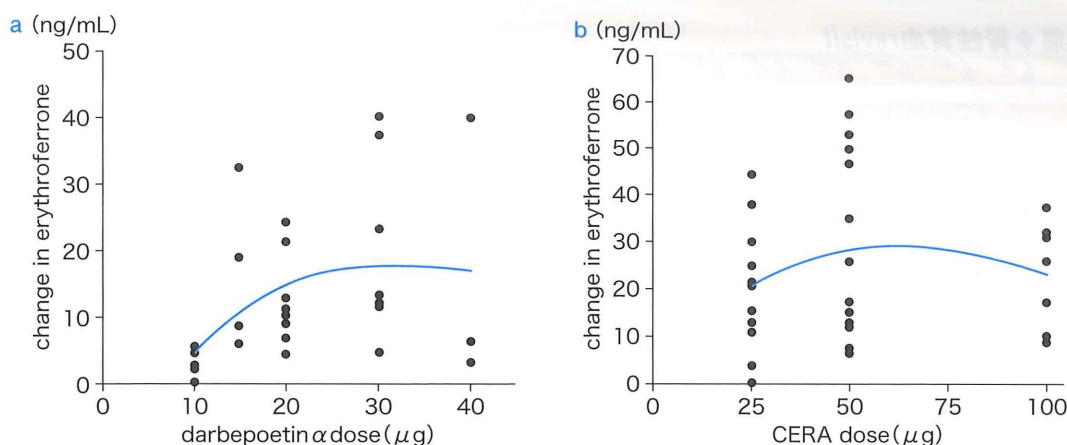 a (ng/mL)
50
40
30
20
10
0
change in erythroferrone
0 10 20 30 40
darbepoetin α dose(μg)
b (ng/mL)
70
60
50
40
30
20
10
0
change in erythroferrone
0 25 50 75 100
CERA dose(μg)